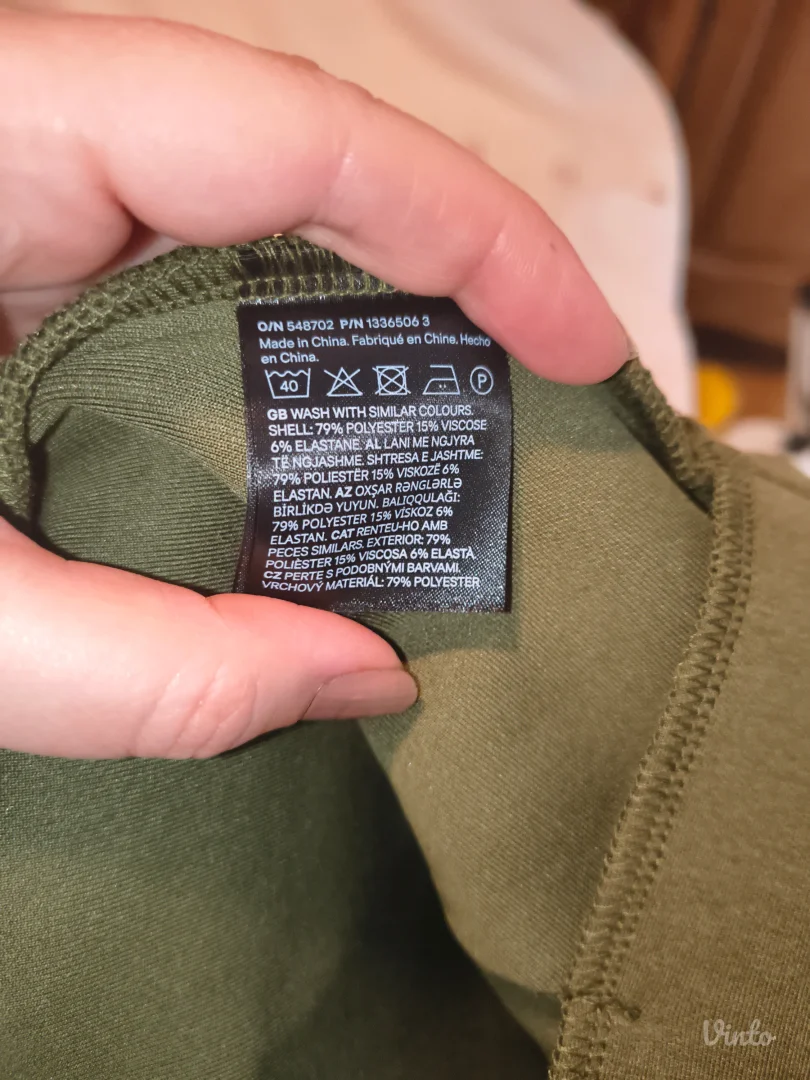 O/N 548702 P/N 1336506 3
Made in China. Fabriqué en Chine. Hecho
en China.
40 P
GB WASH WITH SIMILAR COLOURS.
SHELL: 79% POLYESTER 15% VISCOSE
6% ELASTANE. AL LANI ME NGJYRA
TË NGJASHME. SHTRESA E JASHTME:
79% POLIESTËR 15% VISKOZË 6%
ELASTAN. AZ OXŞAR RƏNGLƏRLƏ
BİRLİKDƏ YUYUN. BALIQQULAĞI:
79% POLYESTER 15% VİSKOZ 6%
ELASTAN. CAT RENTEU-HO AMB
PECES SIMILARS. EXTERIOR: 79%
POLIÈSTER 15% VISCOSA 6% ELASTÀ
CZ PERTE S PODOBNÝMI BARVAMI.
VRCHOVÝ MATERIÁL: 79% POLYESTER
Vinto